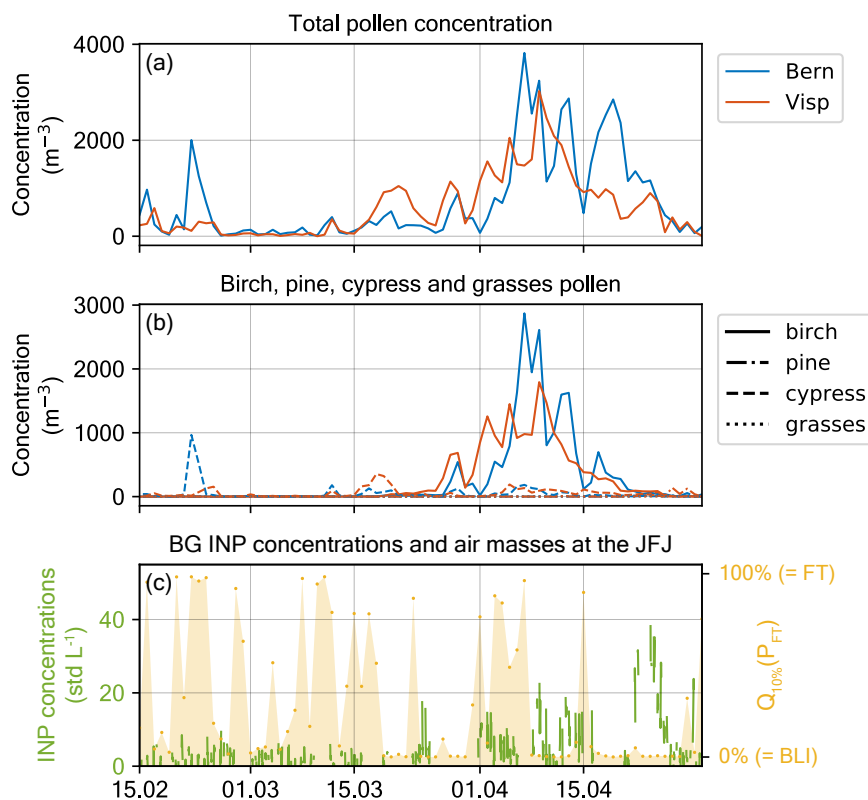 Total pollen concentration
(a)
4000
2000
0
Concentration
(m⁻³)
Bern
Visp
Birch, pine, cypress and grasses pollen
(b)
3000
2000
1000
0
Concentration
(m⁻³)
birch
pine
cypress
grasses
BG INP concentrations and air masses at the JFJ
(c)
40
20
0
INP concentrations
(std L⁻¹)
100% (= FT)
0% (= BLI)
Q₁₀%(P_FT)
15.02
01.03
15.03
01.04
15.04